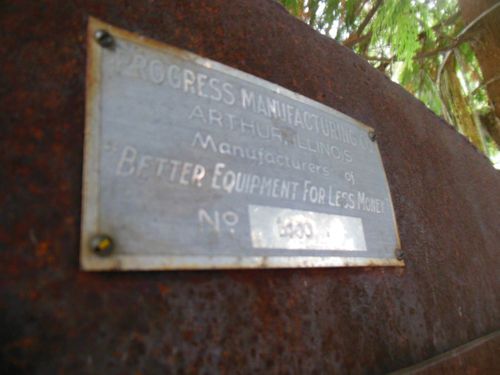 PROGRESS MANUFACTURING
ARTHUR, ILLINOIS
Manufacturers of
"BETTER EQUIPMENT FOR LESS MONEY"
NO.